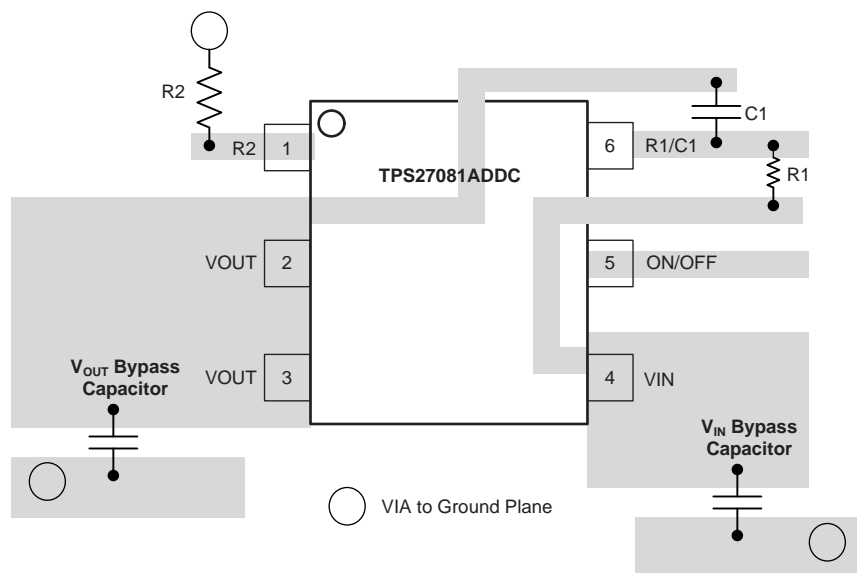 R2
C1
R2
1
TPS27081ADDC
6
R1/C1
R1
VOUT
2
5
ON/OFF
VOUT
3
4
VIN
VOUT Bypass
Capacitor
VIN Bypass
Capacitor
VIA to Ground Plane